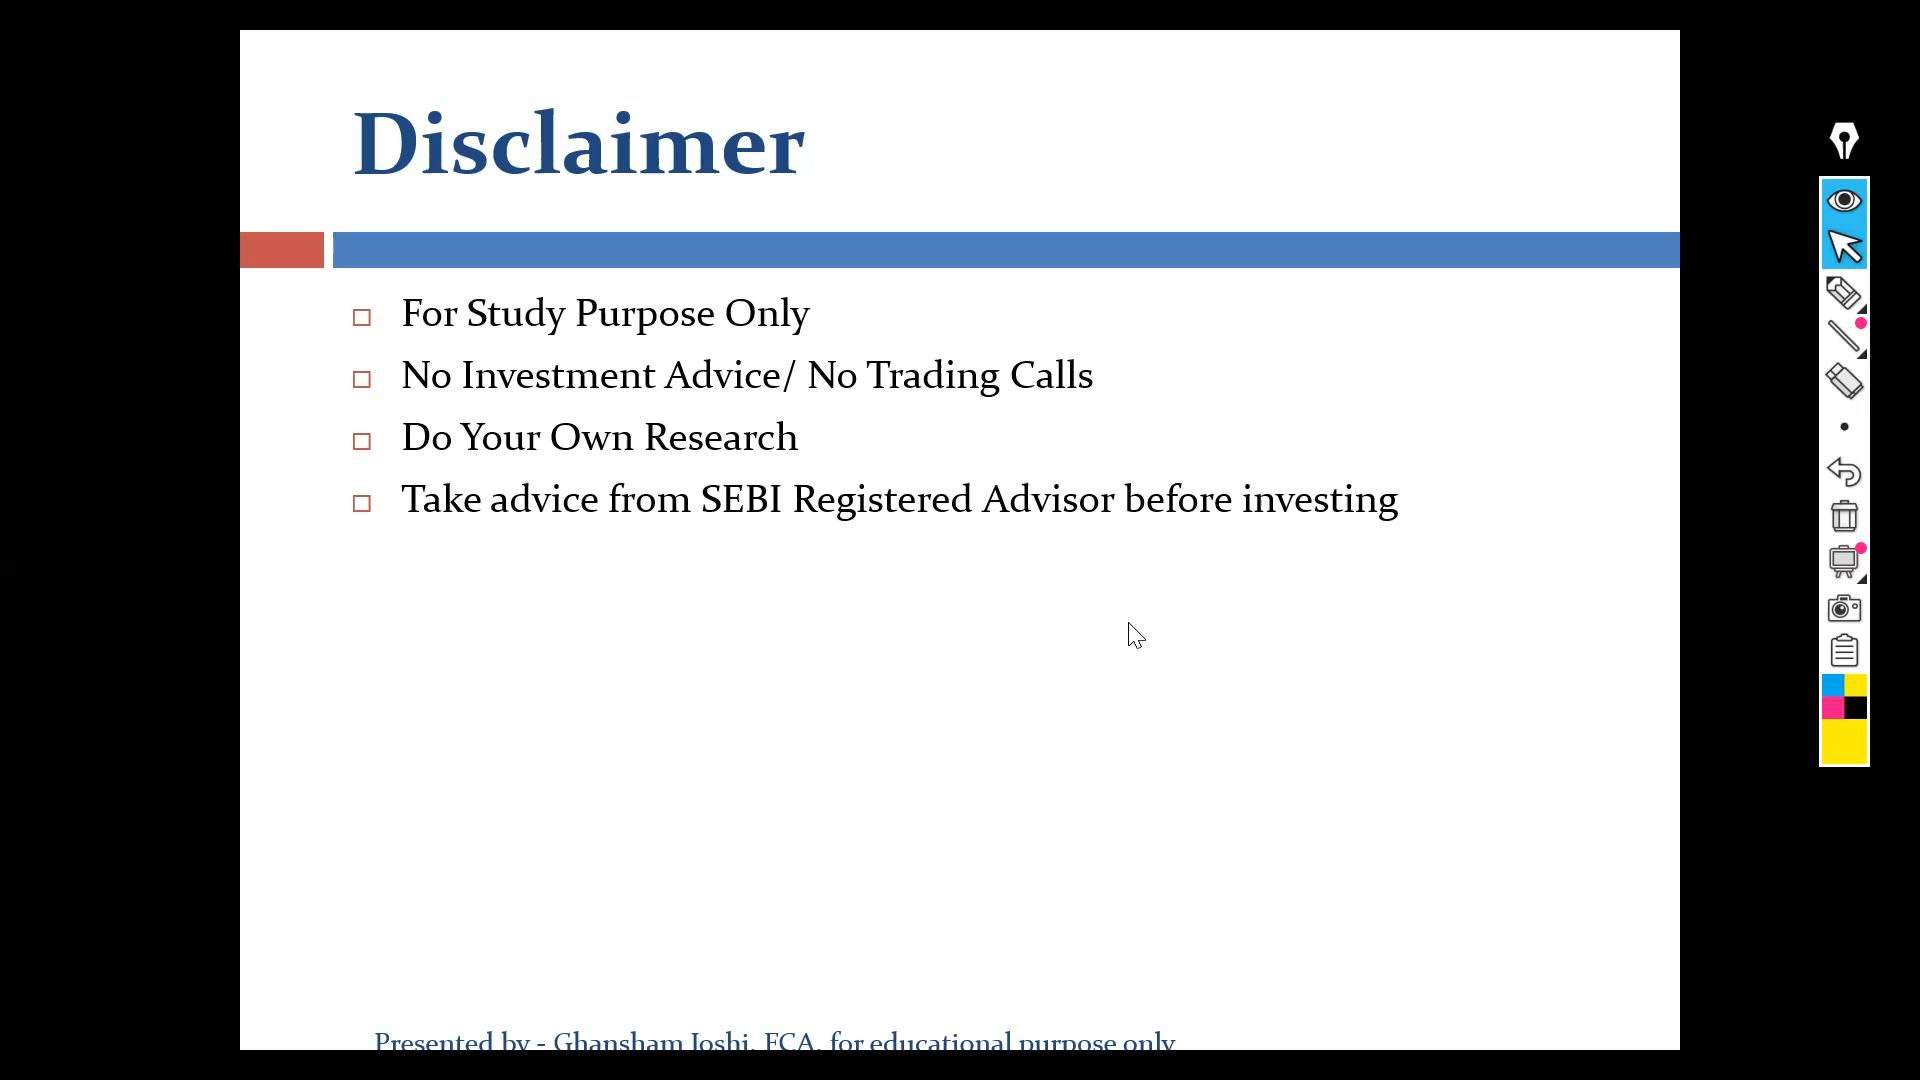 Disclaimer
For Study Purpose Only
No Investment Advice/ No Trading Calls
Do Your Own Research
Take advice from SEBI Registered Advisor before investing
Presented by - Ghansham Joshi, FCA, for educational purpose only